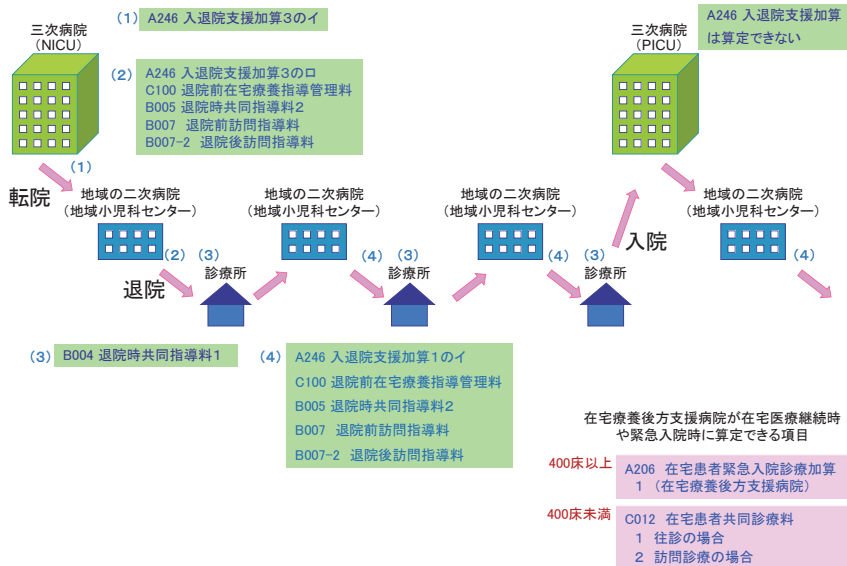 三次病院
(NICU)
(1)
A246 入退院支援加算3のイ
(2)
A246 入退院支援加算3のロ
C100 退院前在宅療養指導管理料
B005 退院時共同指導料2
B007 退院前訪問指導料
B007-2 退院後訪問指導料
三次病院
(PICU)
A246 入退院支援加算
は算定できない
(1)
転院
地域の二次病院
(地域小児科センター)
地域の二次病院
(地域小児科センター)
地域の二次病院
(地域小児科センター)
地域の二次病院
(地域小児科センター)
入院
(2)
(3)
(4)
(3)
(4)
(3)
(4)
退院
診療所
診療所
診療所
(3)
B004 退院時共同指導料1
(4)
A246 入退院支援加算1のイ
C100 退院前在宅療養指導管理料
B005 退院時共同指導料2
B007 退院前訪問指導料
B007-2 退院後訪問指導料
在宅療養後方支援病院が在宅医療継続時
や緊急入院時に算定できる項目
400床以上
A206 在宅患者緊急入院診療加算
1 (在宅療養後方支援病院)
400床未満
C012 在宅患者共同診療料
1 往診の場合
2 訪問診療の場合